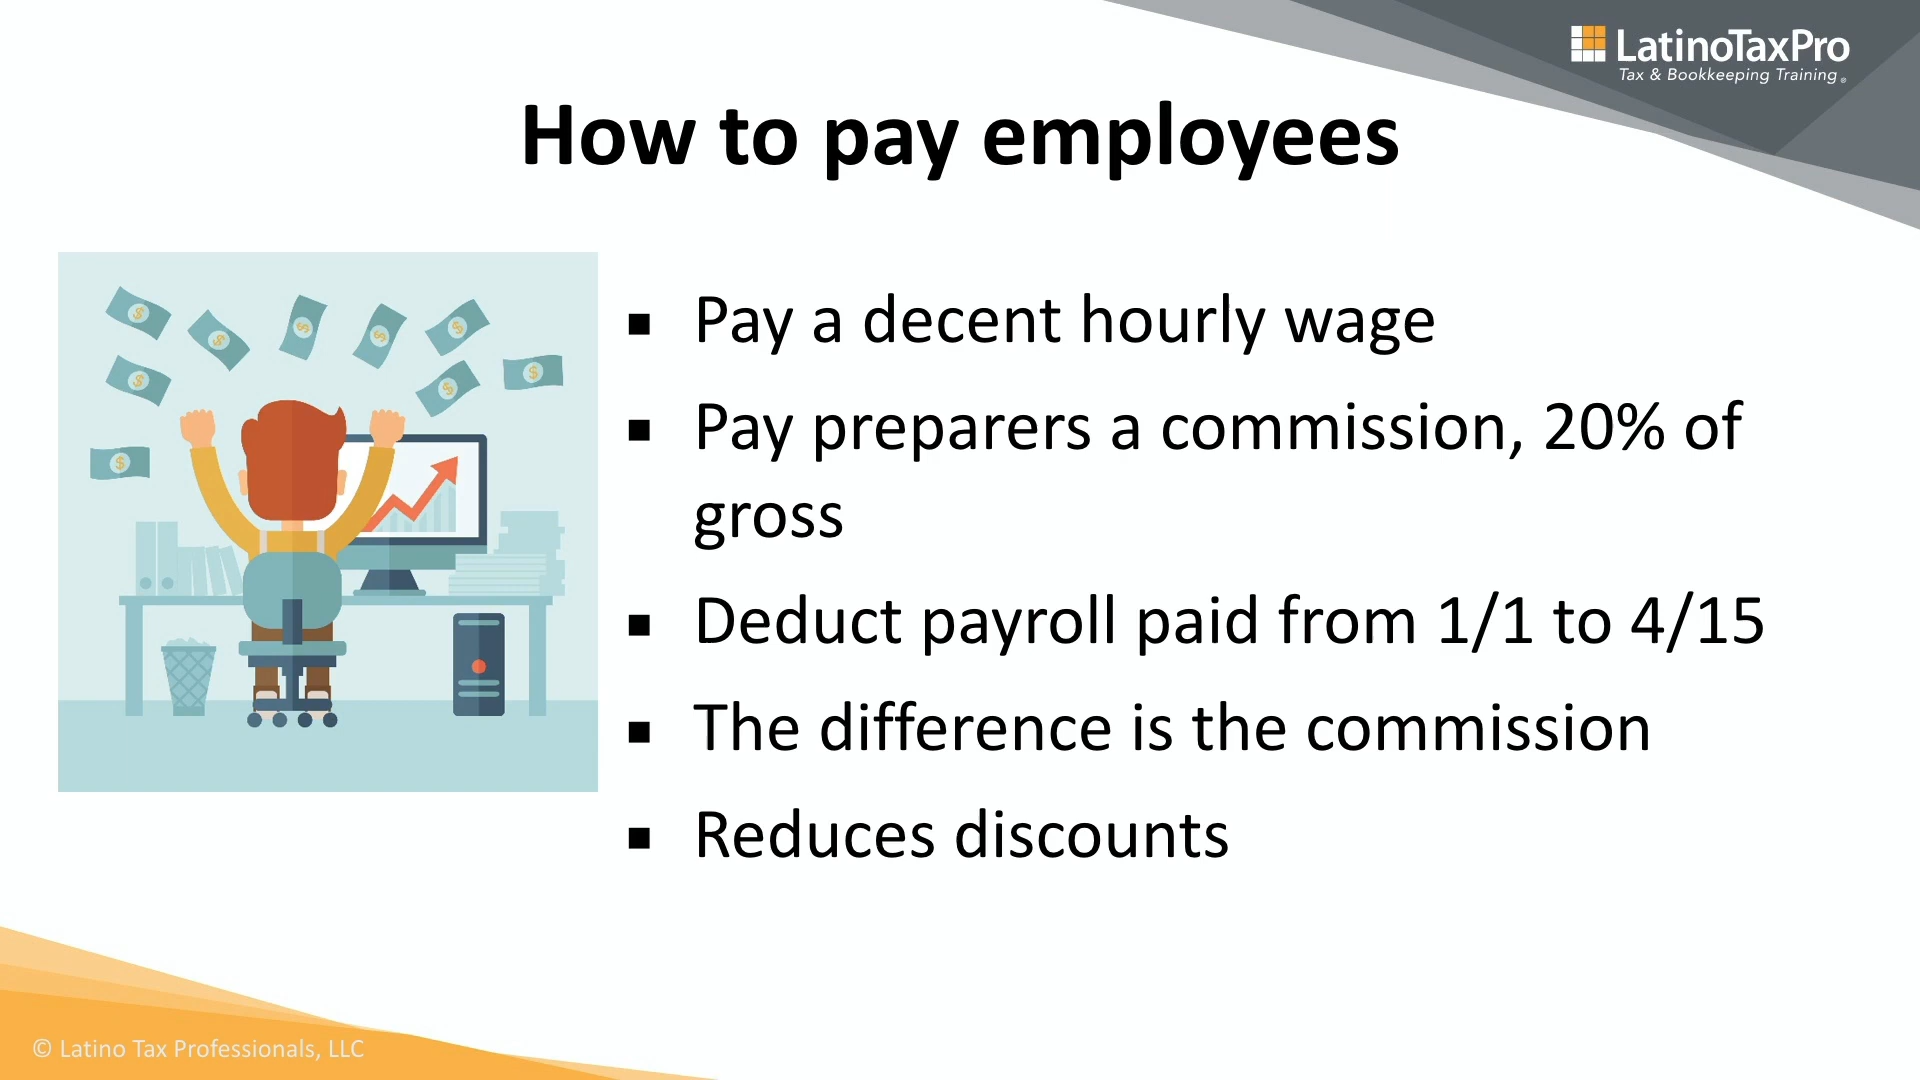 LatinoTaxPro
Tax & Bookkeeping Training®
How to pay employees
▪ Pay a decent hourly wage
▪ Pay preparers a commission, 20% of
gross
▪ Deduct payroll paid from 1/1 to 4/15
▪ The difference is the commission
▪ Reduces discounts
© Latino Tax Professionals, LLC